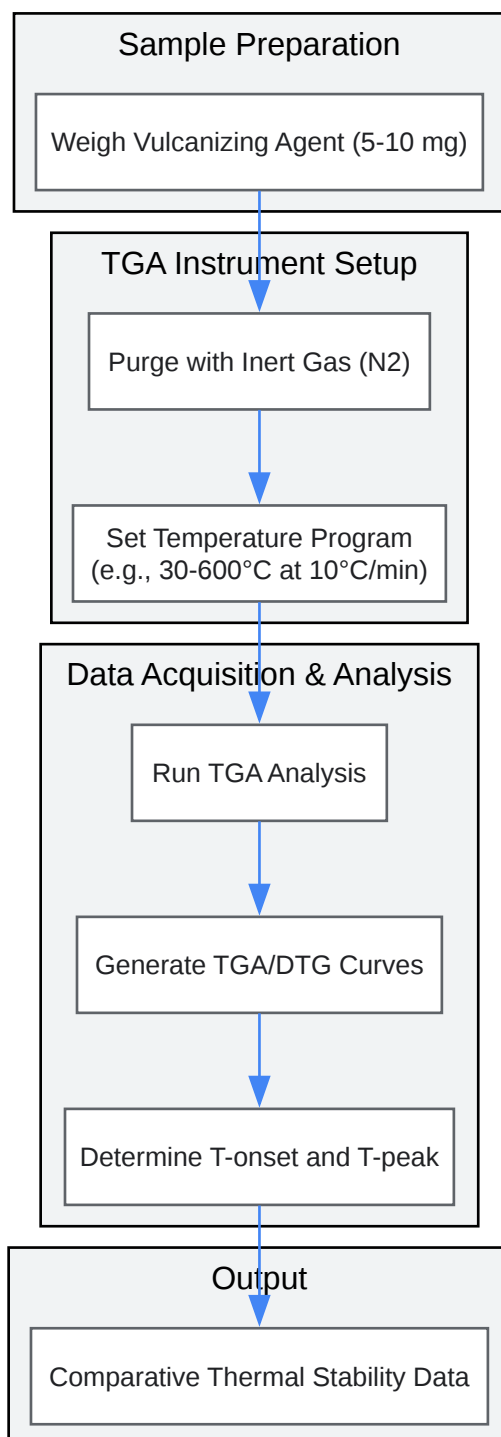 Sample Preparation
Weigh Vulcanizing Agent (5-10 mg)
TGA Instrument Setup
Purge with Inert Gas (N2)
Set Temperature Program
(e.g., 30-600°C at 10°C/min)
Data Acquisition & Analysis
Run TGA Analysis
Generate TGA/DTG Curves
Determine T-onset and T-peak
Output
Comparative Thermal Stability Data